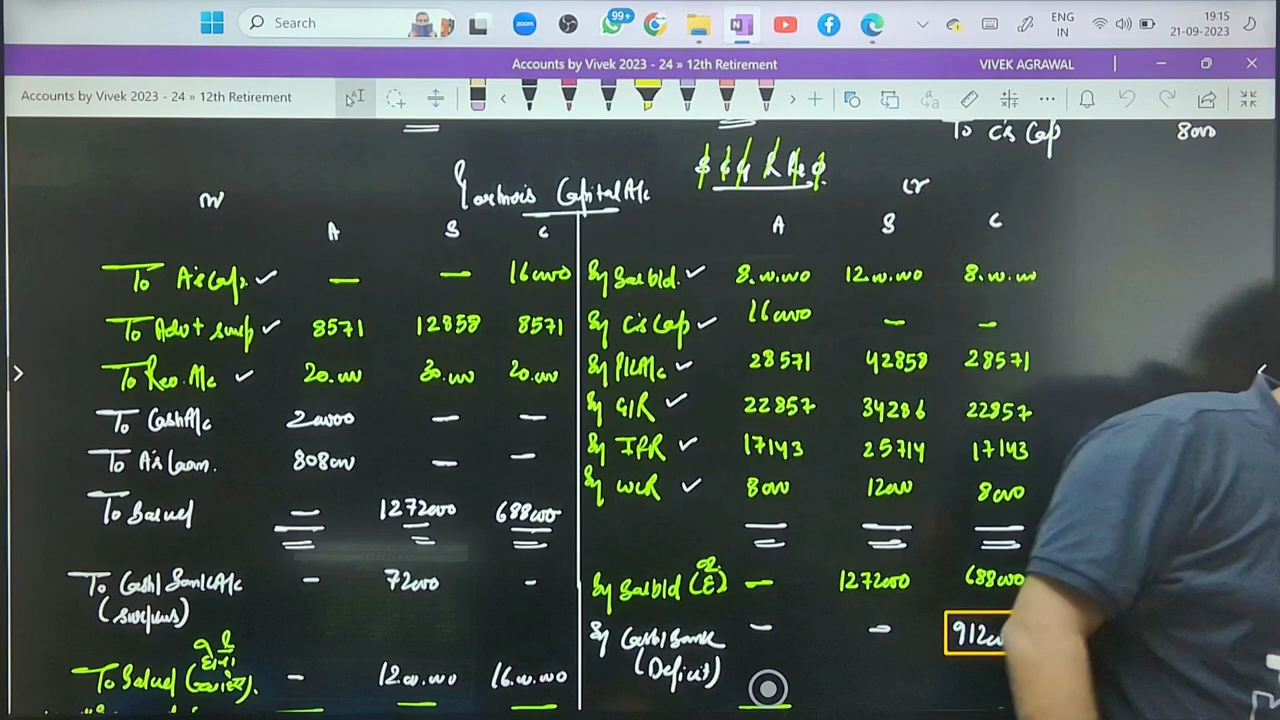 Search
99+
zoom
ENG
IN
19:15
21-09-2023
Accounts by Vivek 2023 - 24 » 12th Retirement
VIVEK AGRAWAL
Accounts by Vivek 2023 - 24 » 12th Retirement
To C's Cap 8000
Partner's Capital A/c
Cr
A S C A S C
To A's Cap. ✓ — — 16000 By Bal b/d. ✓ 8.00.000 12.00.000 8.00.000
To Adv + Susp ✓ 8571 12858 8571 By C's Cap ✓ 16000 — —
To Rev. A/c ✓ 20.000 30.000 20.000 By P/L A/c ✓ 28571 42858 28571
To Cash A/c 20000 — — By G/R ✓ 22857 34286 22857
To A's Loan. 808000 — — By IFR ✓ 17143 25714 17143
To Bal c/d — 1272000 688000 By WCR ✓ 8000 12000 8000
To Cash/Bank A/c - 72000 - By Bal b/d — 1272000 688000
(Surplus) By Cash/Bank — —
(Deficit)
To Bal c/d - 12.00.000 16.00.000